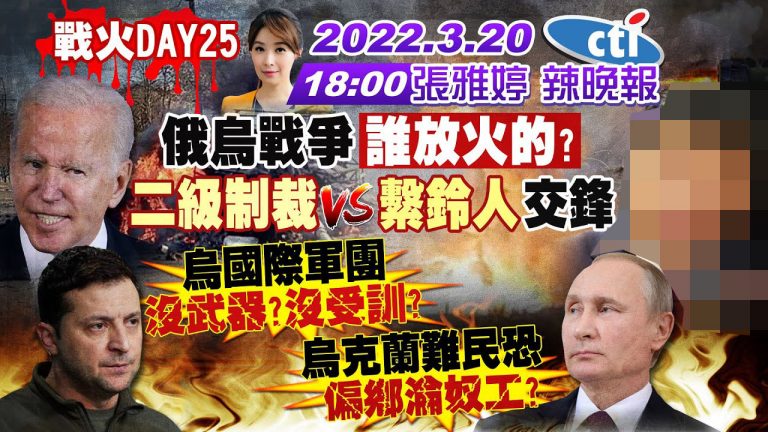 戰火DAY25
2022.3.20
cti
18:00 張雅婷 辣晚報
俄烏戰爭 誰放火的?
二級制裁VS繫鈴人交鋒
烏國際軍團
沒武器?沒受訓?
烏克蘭難民恐
偏鄉淪奴工?